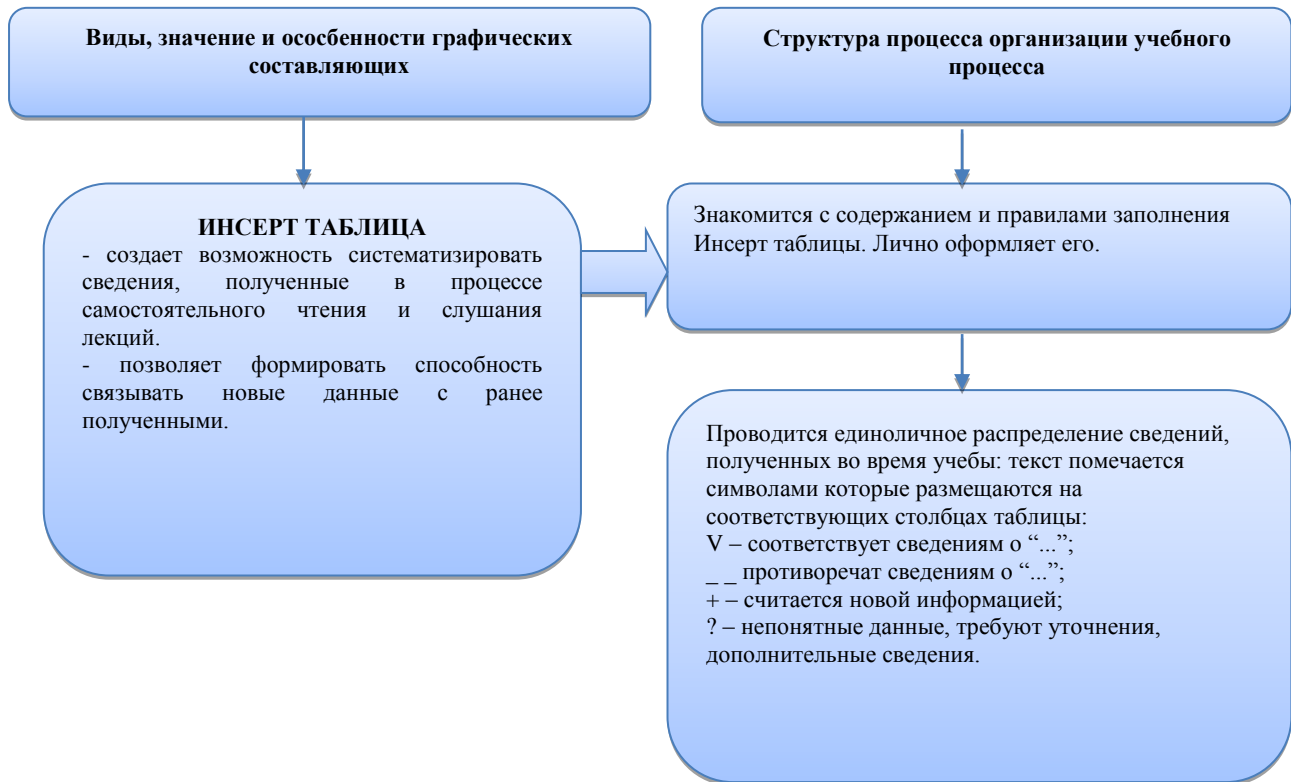 Виды, значение и ососбенности графических
составляющих
Структура процесса организации учебного
процесса
ИНСЕРТ ТАБЛИЦА
- создает возможность систематизировать
сведения, полученные в процессе
самостоятельного чтения и слушания
лекций.
- позволяет формировать способность
связывать новые данные с ранее
полученными.
Знакомится с содержанием и правилами заполнения
Инсерт таблицы. Лично оформляет его.
Проводится единоличное распределение сведений,
полученных во время учебы: текст помечается
символами которые размещаются на
соответствующих столбцах таблицы:
V – соответствует сведениям о “...”;
_ _ противоречат сведениям о “...”;
+ – считается новой информацией;
? – непонятные данные, требуют уточнения,
дополнительные сведения.